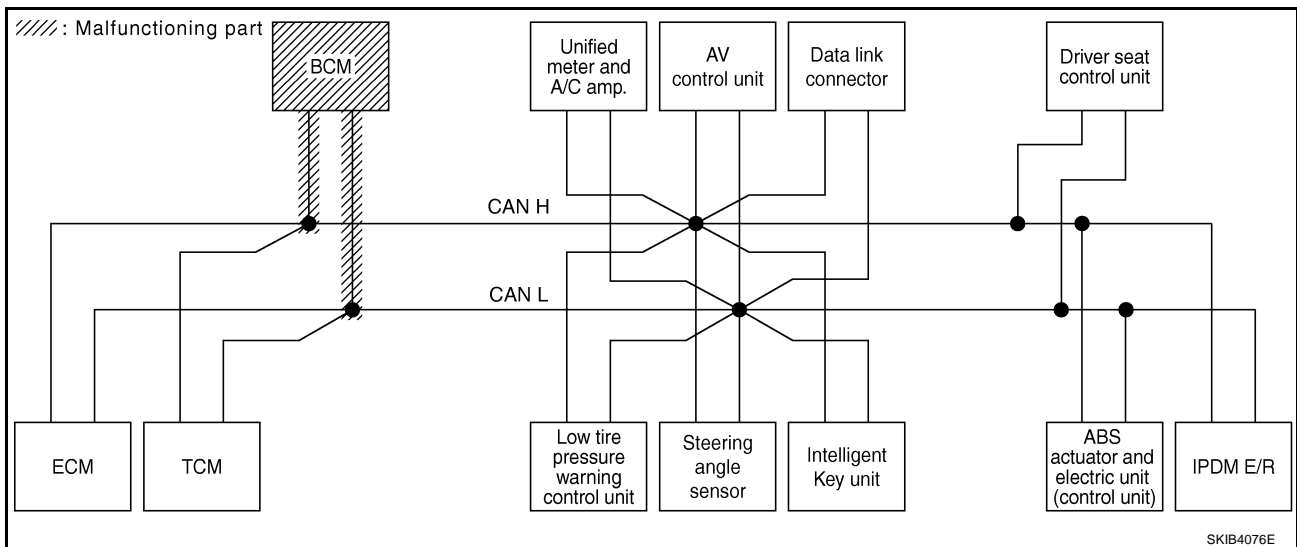 : Malfunctioning part
BCM
Unified
meter and
A/C amp.
AV
control unit
Data link
connector
Driver seat
control unit
CAN H
CAN L
ECM
TCM
Low tire
pressure
warning
control unit
Steering
angle
sensor
Intelligent
Key unit
ABS
actuator and
electric unit
(control unit)
IPDM E/R
SKIB4076E